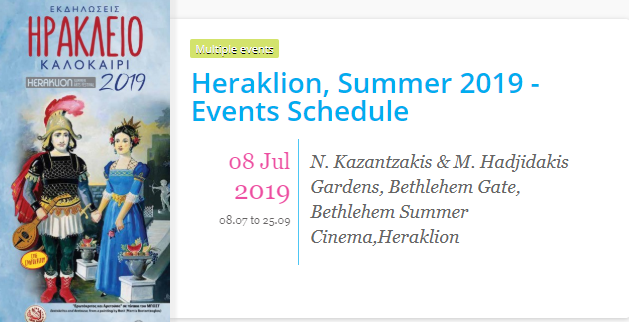 ΕΚΔΗΛΩΣΕΙΣ
ΗΡΑΚΛΕΙΟ
ΚΑΛΟΚΑΙΡΙ
HERAKLION
2019
Multiple events
Heraklion, Summer 2019 -
Events Schedule
08 Jul
2019
08.07 to 25.09
N. Kazantzakis & M. Hadjidakis
Gardens, Bethlehem Gate,
Bethlehem Summer
Cinema,Heraklion